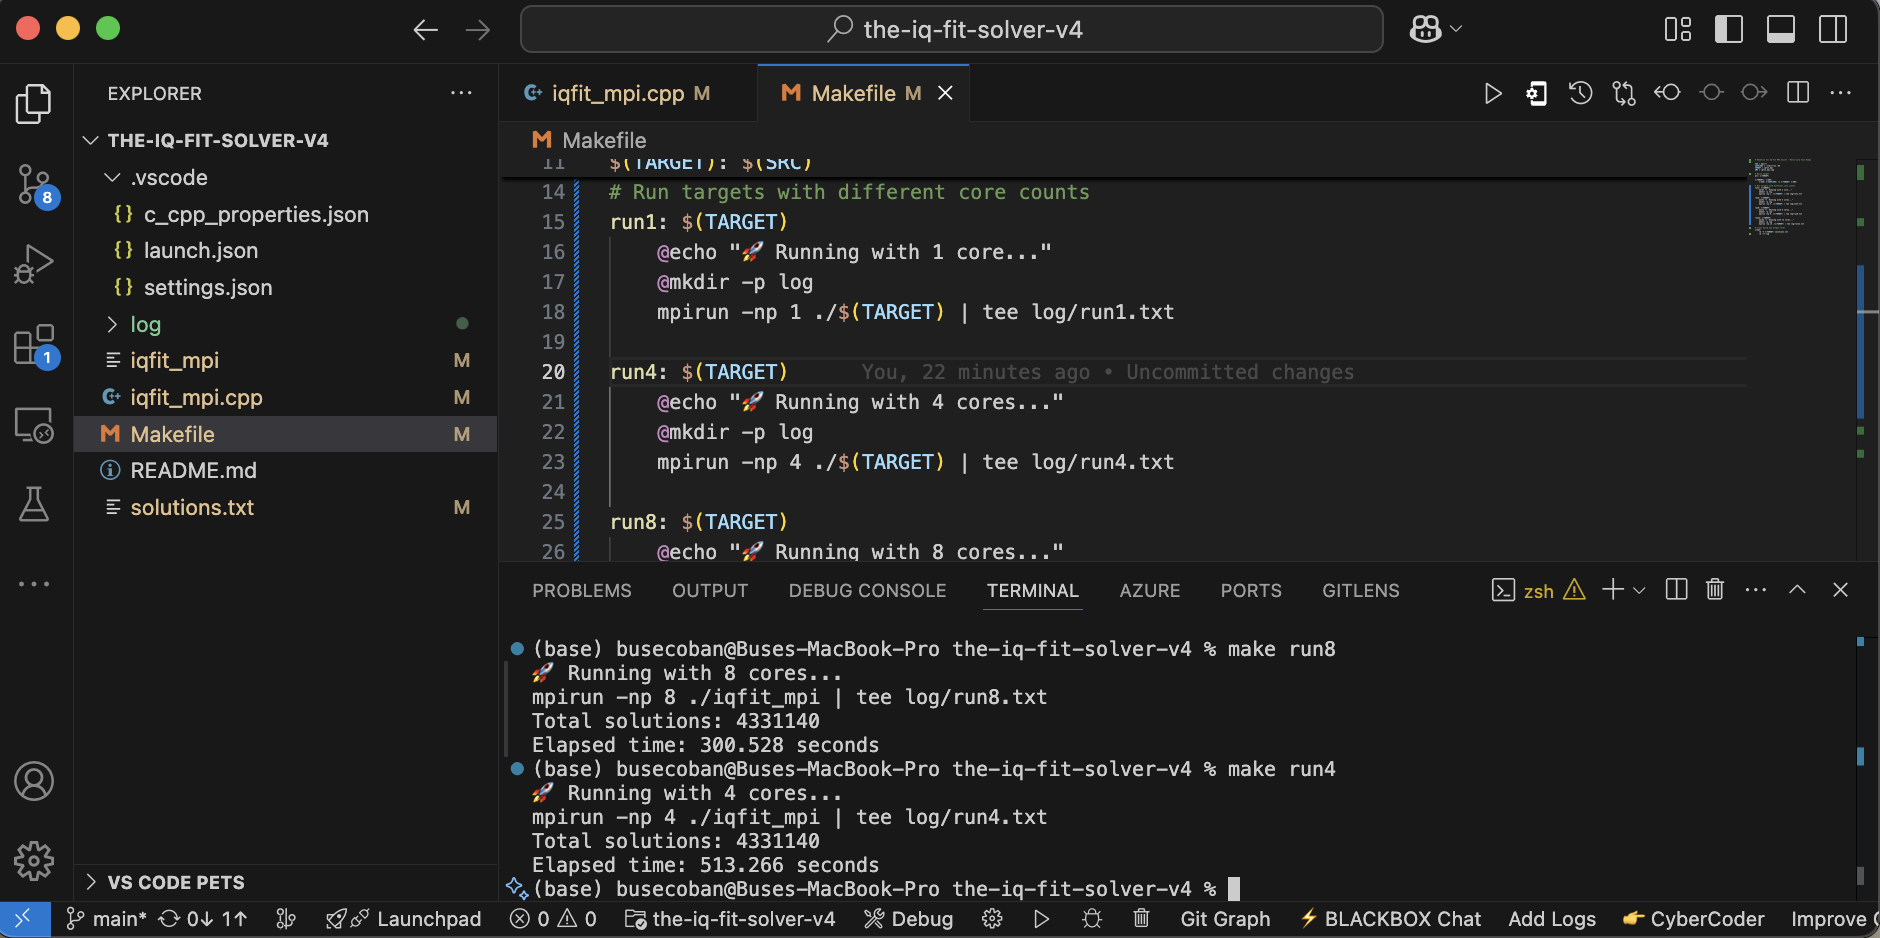 the-iq-fit-solver-v4
EXPLORER
THE-IQ-FIT-SOLVER-V4
.vscode
{} c_cpp_properties.json
{} launch.json
{} settings.json
log
iqfit_mpi M
iqfit_mpi.cpp M
Makefile M
README.md
solutions.txt M
VS CODE PETS
8
1
iqfit_mpi.cpp M
M Makefile M
M Makefile
11 $(TARGET): $(SRC)
14 # Run targets with different core counts
15 run1: $(TARGET)
16 @echo "🚀 Running with 1 core..."
17 @mkdir -p log
18 mpirun -np 1 ./$(TARGET) | tee log/run1.txt
19
20 run4: $(TARGET) You, 22 minutes ago • Uncommitted changes
21 @echo "🚀 Running with 4 cores..."
22 @mkdir -p log
23 mpirun -np 4 ./$(TARGET) | tee log/run4.txt
24
25 run8: $(TARGET)
26 @echo "🚀 Running with 8 cores..."
PROBLEMS OUTPUT DEBUG CONSOLE TERMINAL AZURE PORTS GITLENS zsh
(base) busecoban@Buses-MacBook-Pro the-iq-fit-solver-v4 % make run8
🚀 Running with 8 cores...
mpirun -np 8 ./iqfit_mpi | tee log/run8.txt
Total solutions: 4331140
Elapsed time: 300.528 seconds
(base) busecoban@Buses-MacBook-Pro the-iq-fit-solver-v4 % make run4
🚀 Running with 4 cores...
mpirun -np 4 ./iqfit_mpi | tee log/run4.txt
Total solutions: 4331140
Elapsed time: 513.266 seconds
(base) busecoban@Buses-MacBook-Pro the-iq-fit-solver-v4 %
main* 0↓ 1↑ Launchpad 0 0 the-iq-fit-solver-v4 Debug Git Graph ⚡ BLACKBOX Chat Add Logs 👉 CyberCoder Improve